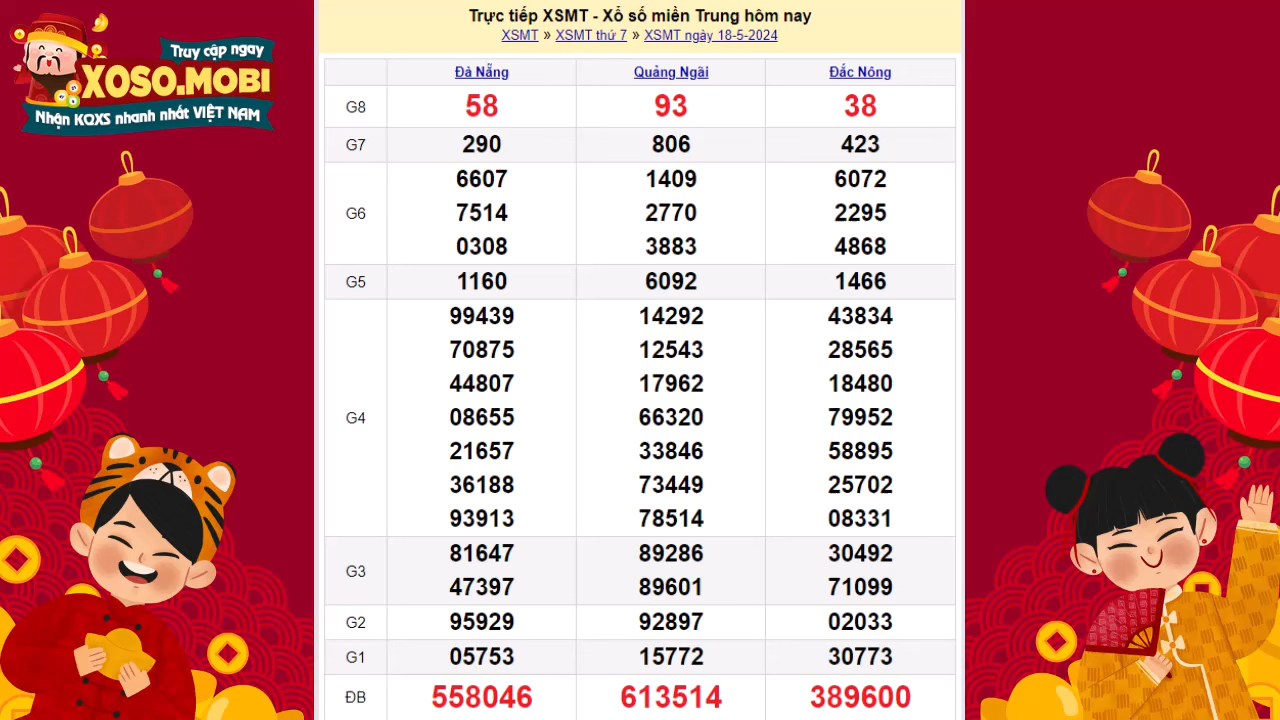 Truy cập ngay
XOSO.MOBI
Nhận KQXS nhanh nhất VIỆT NAM
Trực tiếp XSMT - Xổ số miền Trung hôm nay
XSMT » XSMT thứ 7 » XSMT ngày 18-5-2024
Đà Nẵng Quảng Ngãi Đắc Nông
G8 58 93 38
G7 290 806 423
6607 1409 6072
G6 7514 2770 2295
0308 3883 4868
G5 1160 6092 1466
99439 14292 43834
70875 12543 28565
44807 17962 18480
G4 08655 66320 79952
21657 33846 58895
36188 73449 25702
93913 78514 08331
G3 81647 89286 30492
47397 89601 71099
G2 95929 92897 02033
G1 05753 15772 30773
ĐB 558046 613514 389600